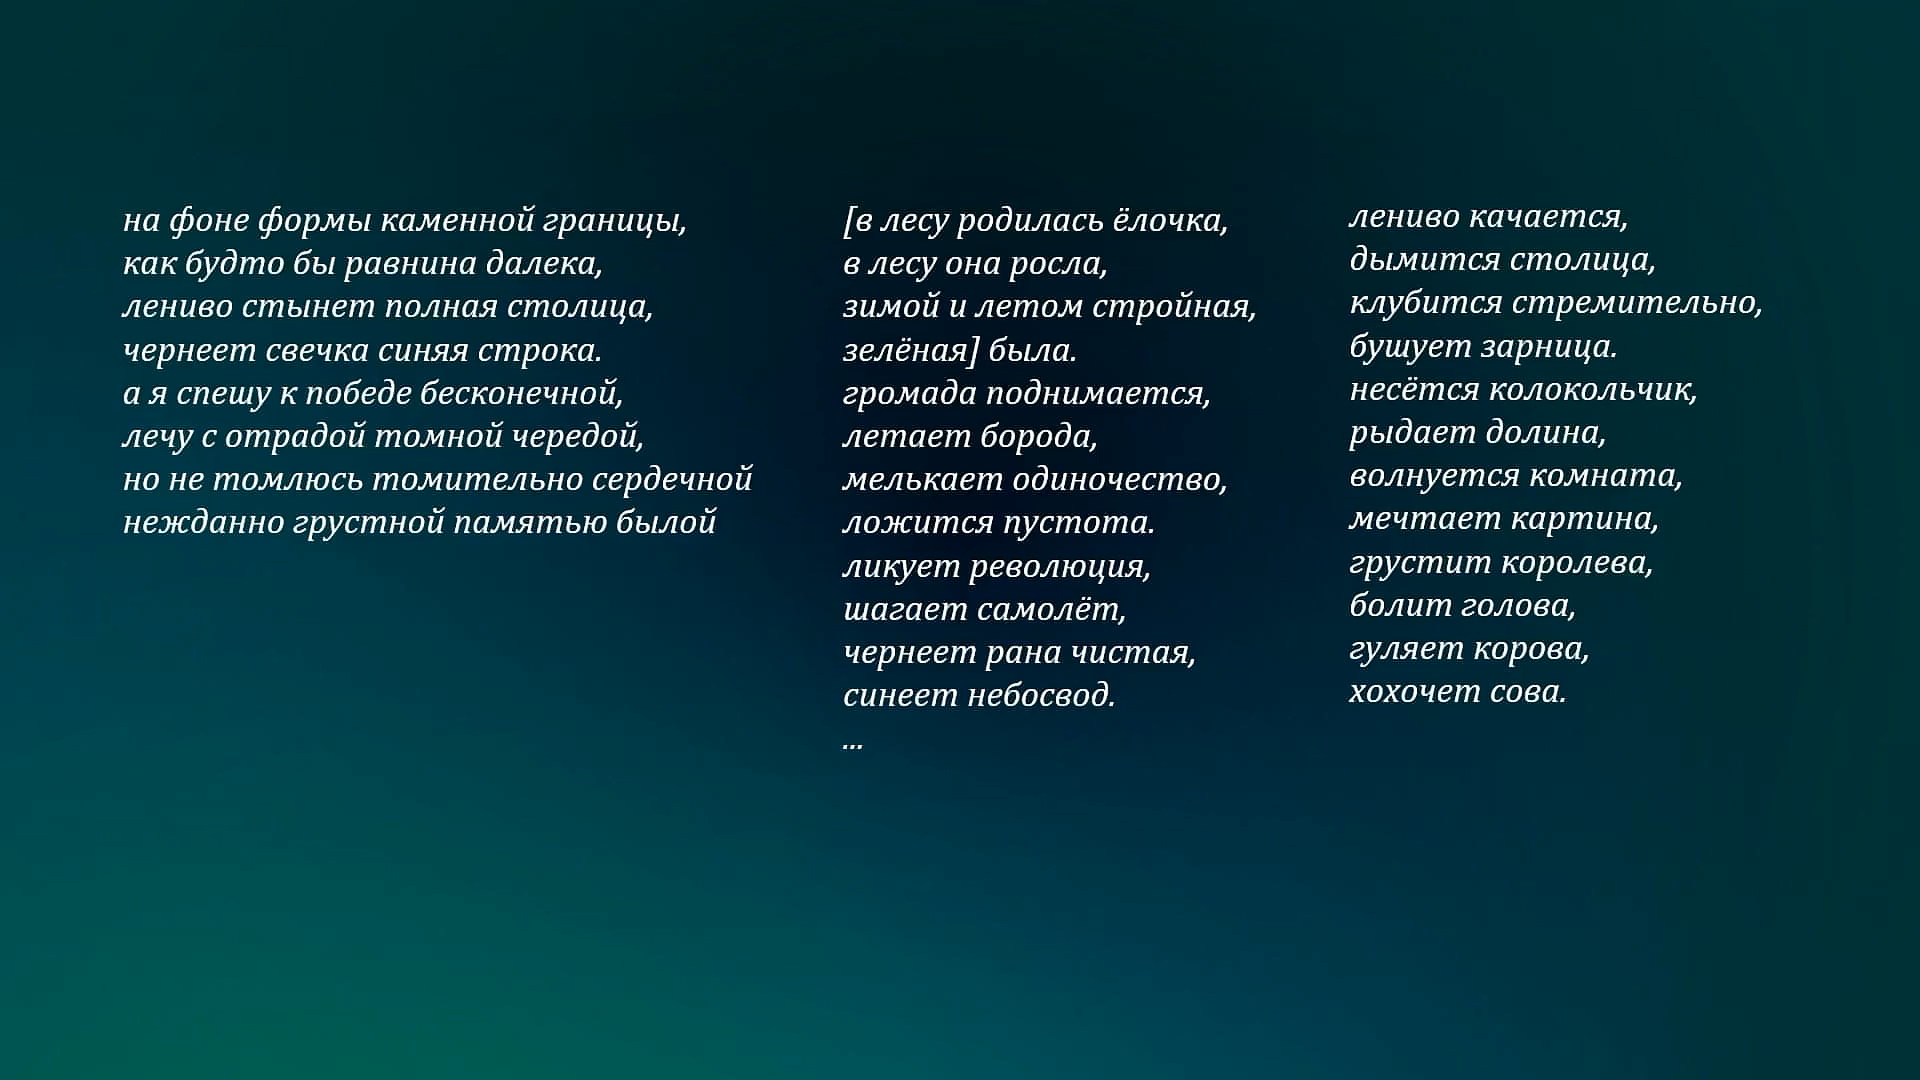 на фоне формы каменной границы,
как будто бы равнина далека,
лениво стынет полная столица,
чернеет свечка синяя строка.
а я спешу к победе бесконечной,
лечу с отрадой томной чередой,
но не томлюсь томительно сердечной
нежданно грустной памятью былой
[в лесу родилась ёлочка,
в лесу она росла,
зимой и летом стройная,
зелёная] была.
громада поднимается,
летает борода,
мелькает одиночество,
ложится пустота.
ликует революция,
шагает самолёт,
чернеет рана чистая,
синеет небосвод.
...
лениво качается,
дымится столица,
клубится стремительно,
бушует зарница.
несётся колокольчик,
рыдает долина,
волнуется комната,
мечтает картина,
грустит королева,
болит голова,
гуляет корова,
хохочет сова.